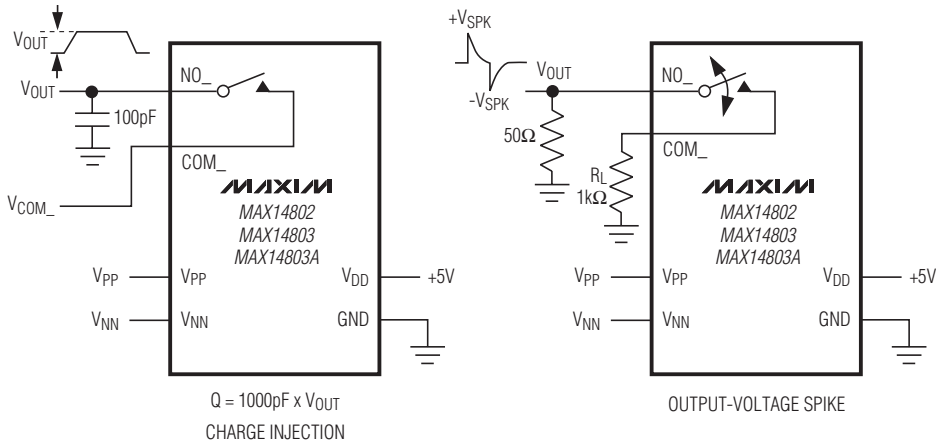 VOUT
VOUT
100pF
NO_
COM_
VCOM_
MAXIM
MAX14802
MAX14803
MAX14803A
VPP
VPP
VDD
+5V
VNN
VNN
GND
Q = 1000pF x VOUT
CHARGE INJECTION
+VSPK
VOUT
-VSPK
NO_
50Ω
COM_
RL
1kΩ
MAXIM
MAX14802
MAX14803
MAX14803A
VPP
VPP
VDD
+5V
VNN
VNN
GND
OUTPUT-VOLTAGE SPIKE